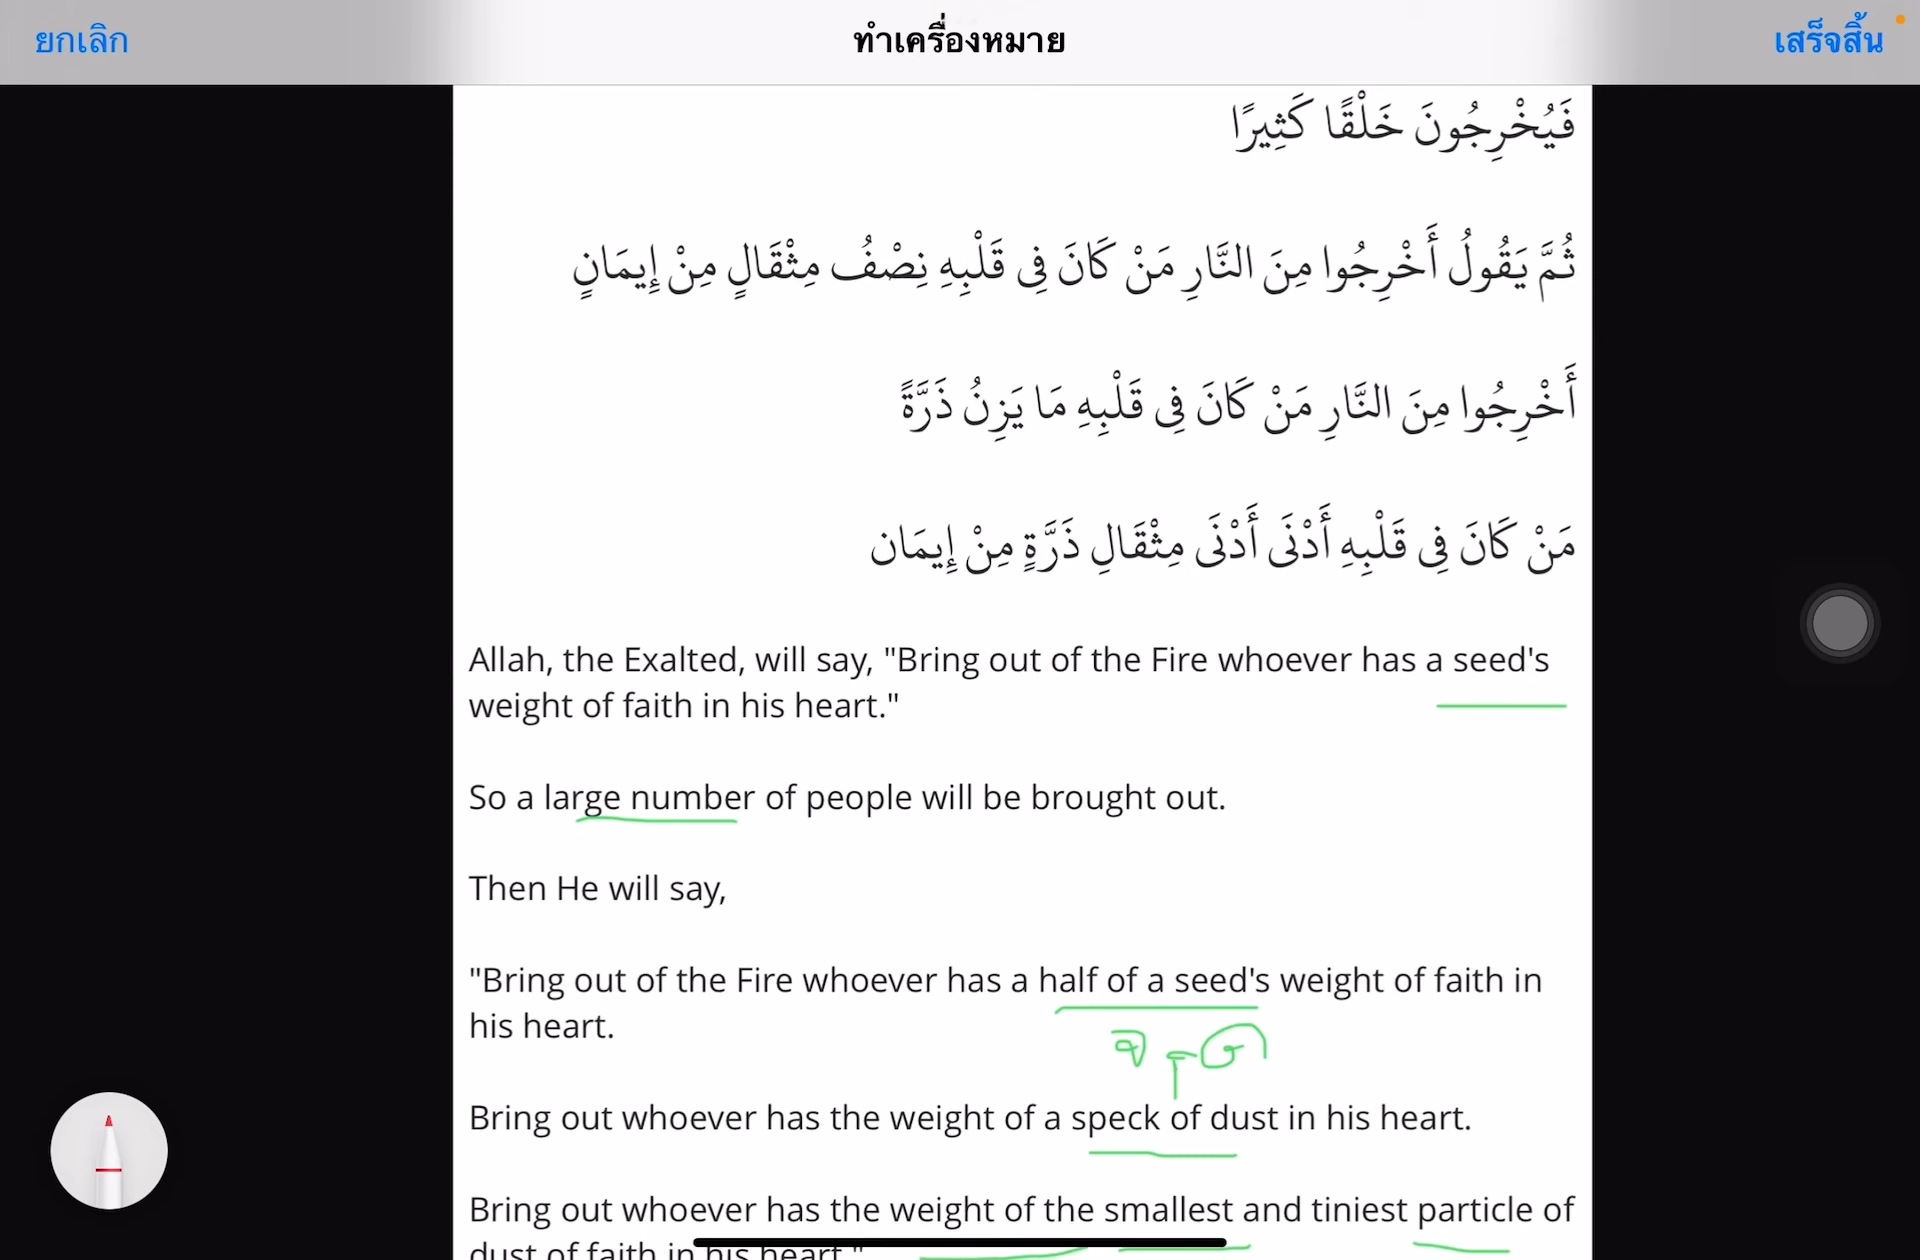 ยกเลิก ทำเครื่องหมาย เสร็จสิ้น
فَيُخْرِجُونَ خَلْقًا كَثِيرًا
ثُمَّ يَقُولُ أَخْرِجُوا مِنَ النَّارِ مَنْ كَانَ فِى قَلْبِهِ نِصْفُ مِثْقَالٍ مِنْ إِيمَانٍ
أَخْرِجُوا مِنَ النَّارِ مَنْ كَانَ فِى قَلْبِهِ مَا يَزِنُ ذَرَّةً
مَنْ كَانَ فِى قَلْبِهِ أَدْنَى أَدْنَى مِثْقَالِ ذَرَّةٍ مِنْ إِيمَان
Allah, the Exalted, will say, "Bring out of the Fire whoever has a seed's
weight of faith in his heart."
So a large number of people will be brought out.
Then He will say,
"Bring out of the Fire whoever has a half of a seed's weight of faith in
his heart.
Bring out whoever has the weight of a speck of dust in his heart.
Bring out whoever has the weight of the smallest and tiniest particle of
dust of faith in his heart."